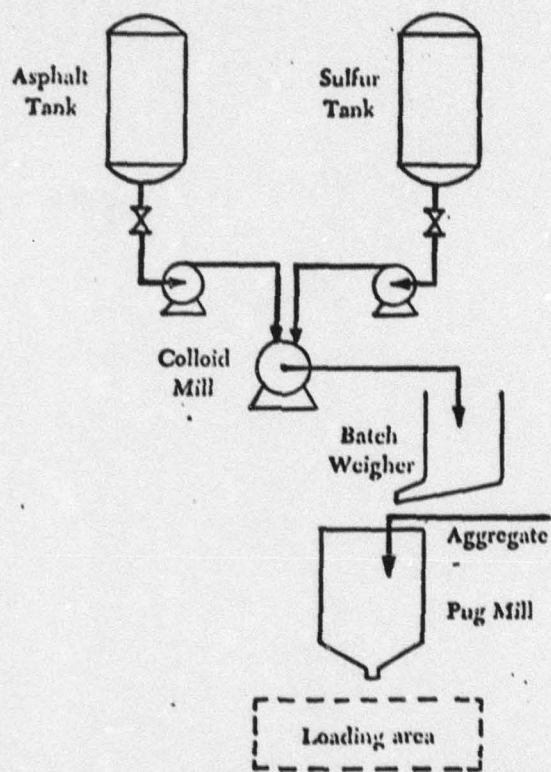 Asphalt
Tank
Sulfur
Tank
Colloid
Mill
Batch
Weigher
Aggregate
Pug Mill
Loading area